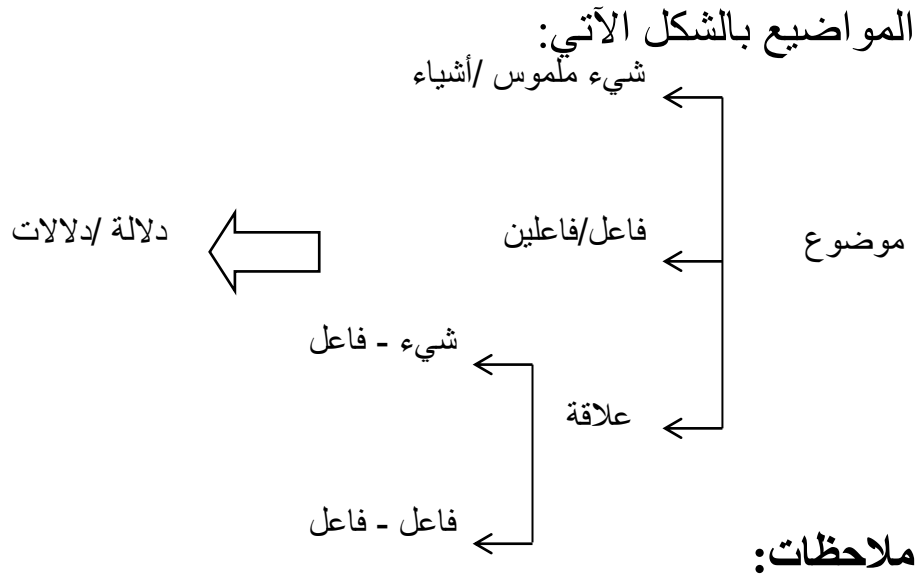 المواضيع بالشكل الآتي:
شيء ملموس /أشياء
موضوع
فاعل/فاعلين
دلالة /دلالات
شيء - فاعل
علاقة
فاعل - فاعل
ملاحظات: